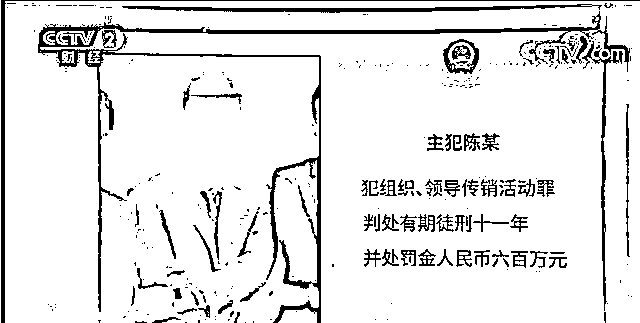 CCTV 2
财经
CCTV.com
主犯陈某
犯组织、领导传销活动罪
判处有期徒刑十一年
并处罚金人民币六百万元